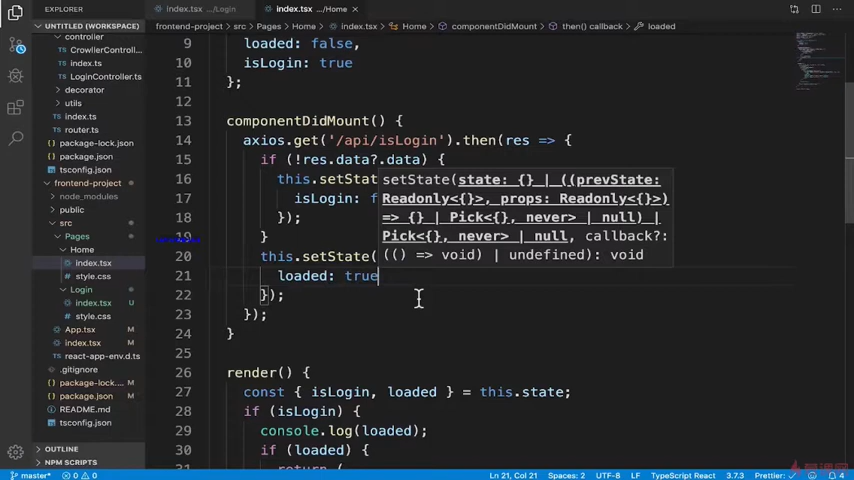 EXPLORER
index.tsx .../Login
index.tsx .../Home
UNTITLED (WORKSPACE)
frontend-project > src > Pages > Home > index.tsx > Home > componentDidMount > then() callback > loaded
controller
CrowllerControll...
index.ts
LoginController.ts
decorator
utils
index.ts
router.ts
package-lock.json
package.json
tsconfig.json
frontend-project
node_modules
public
src
Pages
Home
index.tsx
style.css
Login
index.tsx U
style.css
App.tsx M
index.tsx M
react-app-env.d.ts
.gitignore
package-lock.... M
package.json M
README.md
tsconfig.json
OUTLINE
NPM SCRIPTS
9 loaded: false,
10 isLogin: true
11 };
12
13 componentDidMount() {
14 axios.get('/api/isLogin').then(res => {
15 if (!res.data?.data) {
16 this.setStat
17 isLogin: f
18 });
19 }
20 this.setState(
21 loaded: true
22 });
23 });
24 }
25
26 render() {
27 const { isLogin, loaded } = this.state;
28 if (isLogin) {
29 console.log(loaded);
30 if (loaded) {
31 return (
setState(state: {} | ((prevState:
Readonly<{}>, props: Readonly<{}>)
=> {} | Pick<{}, never> | null) |
Pick<{}, never> | null, callback?:
(() => void) | undefined): void
master* 0 0 Ln 21, Col 21 Spaces: 2 UTF-8 LF TypeScript React 3.7.3 Prettier: ✓ 4